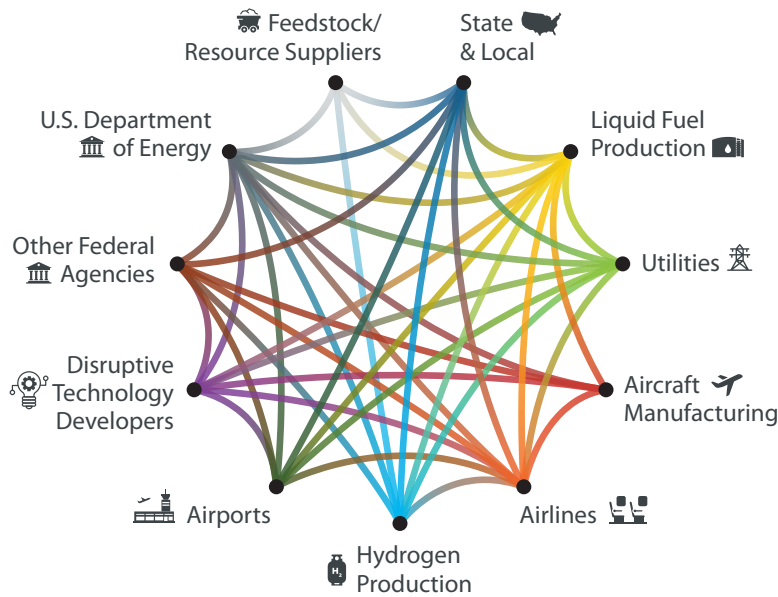 Feedstock/
Resource Suppliers
State
& Local
U.S. Department
of Energy
Liquid Fuel
Production
Other Federal
Agencies
Utilities
Disruptive
Technology
Developers
Aircraft
Manufacturing
Airports
Airlines
H₂
Hydrogen
Production